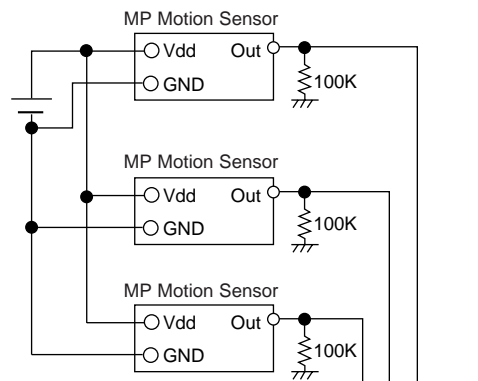 MP Motion Sensor
Vdd Out
GND
100K
MP Motion Sensor
Vdd Out
GND
100K
MP Motion Sensor
Vdd Out
GND
100K